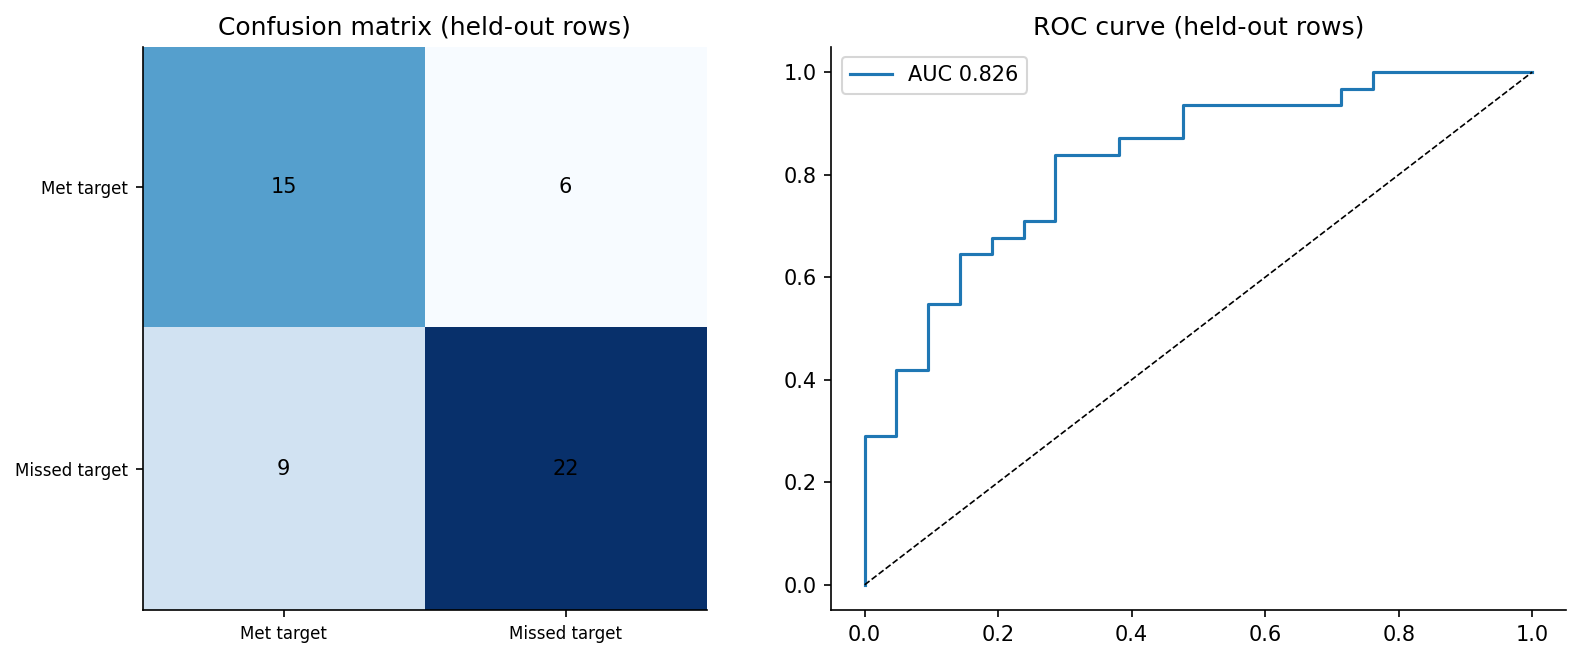 Confusion matrix (held-out rows)
Met target
15
6
Missed target
9
22
Met target
Missed target
ROC curve (held-out rows)
AUC 0.826
1.0
0.8
0.6
0.4
0.2
0.0
0.0
0.2
0.4
0.6
0.8
1.0